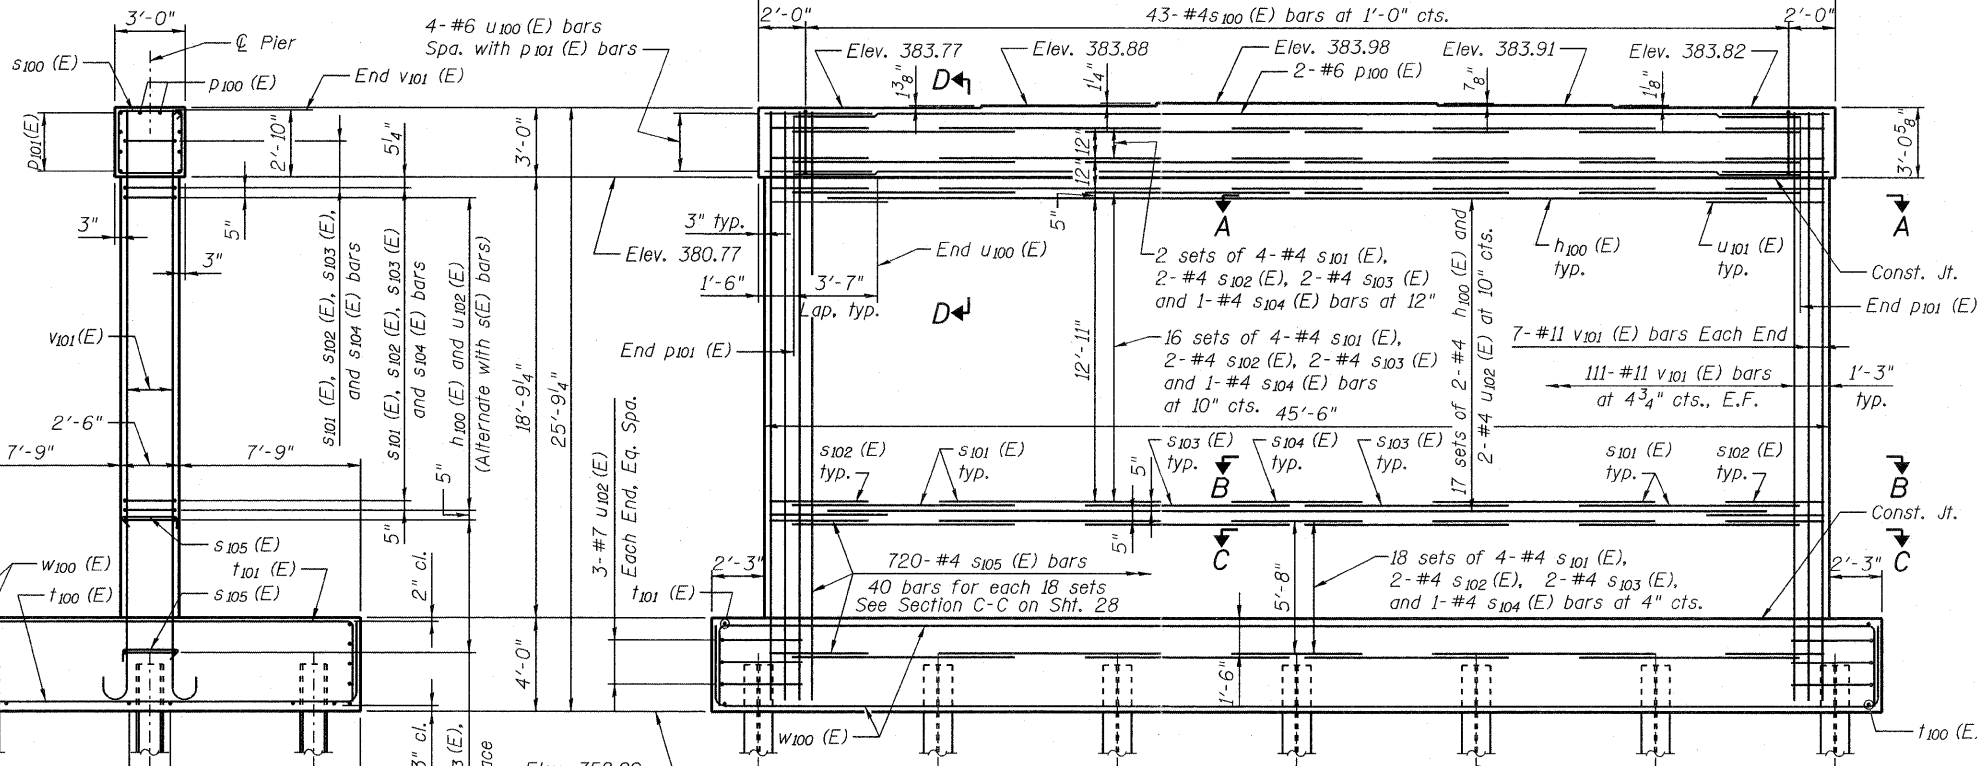 3'-0"
℄ Pier
s100 (E)
p100 (E)
End v101 (E)
4-#6 u100 (E) bars
Spa. with p101 (E) bars
p101(E)
2'-10"
5¼"
3'-0"
5"
3"
3"
v101(E)
2'-6"
7'-9"
7'-9"
s101 (E), s102 (E), s103 (E),
and s104 (E) bars
s101 (E), s102 (E), s103 (E)
and s104 (E) bars
h100 (E) and u102 (E)
(Alternate with s(E) bars)
5"
5"
18'-9¼"
25'-9¼"
4'-0"
s105 (E)
w100 (E)
t101 (E)
t100 (E)
s105 (E)
2" cl.
3" cl.
3 (E),
ace
2'-0"
43-#4s100 (E) bars at 1'-0" cts.
2'-0"
Elev. 383.77
Elev. 383.88
Elev. 383.98
Elev. 383.91
Elev. 383.82
2-#6 p100 (E)
D
1⅜"
1¼"
⅞"
1⅛"
12"
12"
3'-0⅝"
5"
A
A
3" typ.
Elev. 380.77
End u100 (E)
1'-6"
3'-7"
Lap, typ.
D
End p101 (E)
2 sets of 4-#4 s101 (E),
2-#4 s102 (E), 2-#4 s103 (E)
and 1-#4 s104 (E) bars at 12"
16 sets of 4-#4 s101 (E),
2-#4 s102 (E), 2-#4 s103 (E)
and 1-#4 s104 (E) bars
at 10" cts.
12'-11"
45'-6"
17 sets of 2-#4 h100 (E) and
2-#4 u102 (E) at 10" cts.
h100 (E)
typ.
u101 (E)
typ.
Const. Jt.
End p101 (E)
7-#11 v101 (E) bars Each End
111-#11 v101 (E) bars
at 4¾" cts., E.F.
1'-3"
typ.
3-#7 u102 (E)
Each End, Eq. Spa.
s102 (E)
typ.
s101 (E)
typ.
s103 (E)
typ.
s104 (E)
typ.
s103 (E)
typ.
s101 (E)
typ.
s102 (E)
typ.
B
B
5"
5"
Const. Jt.
C
C
2'-3"
2'-3"
t101 (E)
720-#4 s105 (E) bars
40 bars for each 18 sets
See Section C-C on Sht. 28
5'-8"
18 sets of 4-#4 s101 (E),
2-#4 s102 (E), 2-#4 s103 (E),
and 1-#4 s104 (E) bars at 4" cts.
1'-6"
w100 (E)
t100 (E)
Elev.